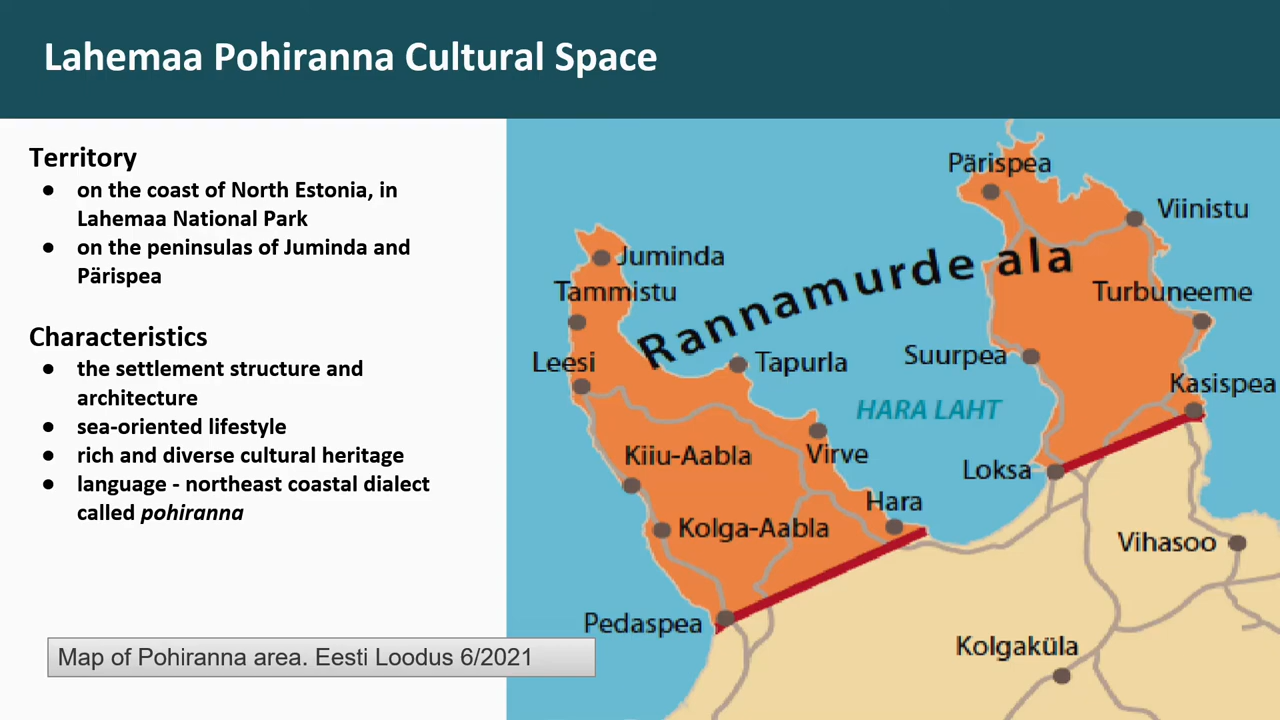 Lahemaa Pohiranna Cultural Space
Territory
● on the coast of North Estonia, in
Lahemaa National Park
● on the peninsulas of Juminda and
Pärispea
Characteristics
● the settlement structure and
architecture
● sea-oriented lifestyle
● rich and diverse cultural heritage
● language - northeast coastal dialect
called pohiranna
Map of Pohiranna area. Eesti Loodus 6/2021
Pärispea
Viinistu
Juminda
Rannamurde ala
Tammistu
Turbuneeme
Leesi
Tapurla
Suurpea
Kasispea
HARA LAHT
Kiiu-Aabla
Virve
Loksa
Hara
Kolga-Aabla
Vihasoo
Pedaspea
Kolgaküla